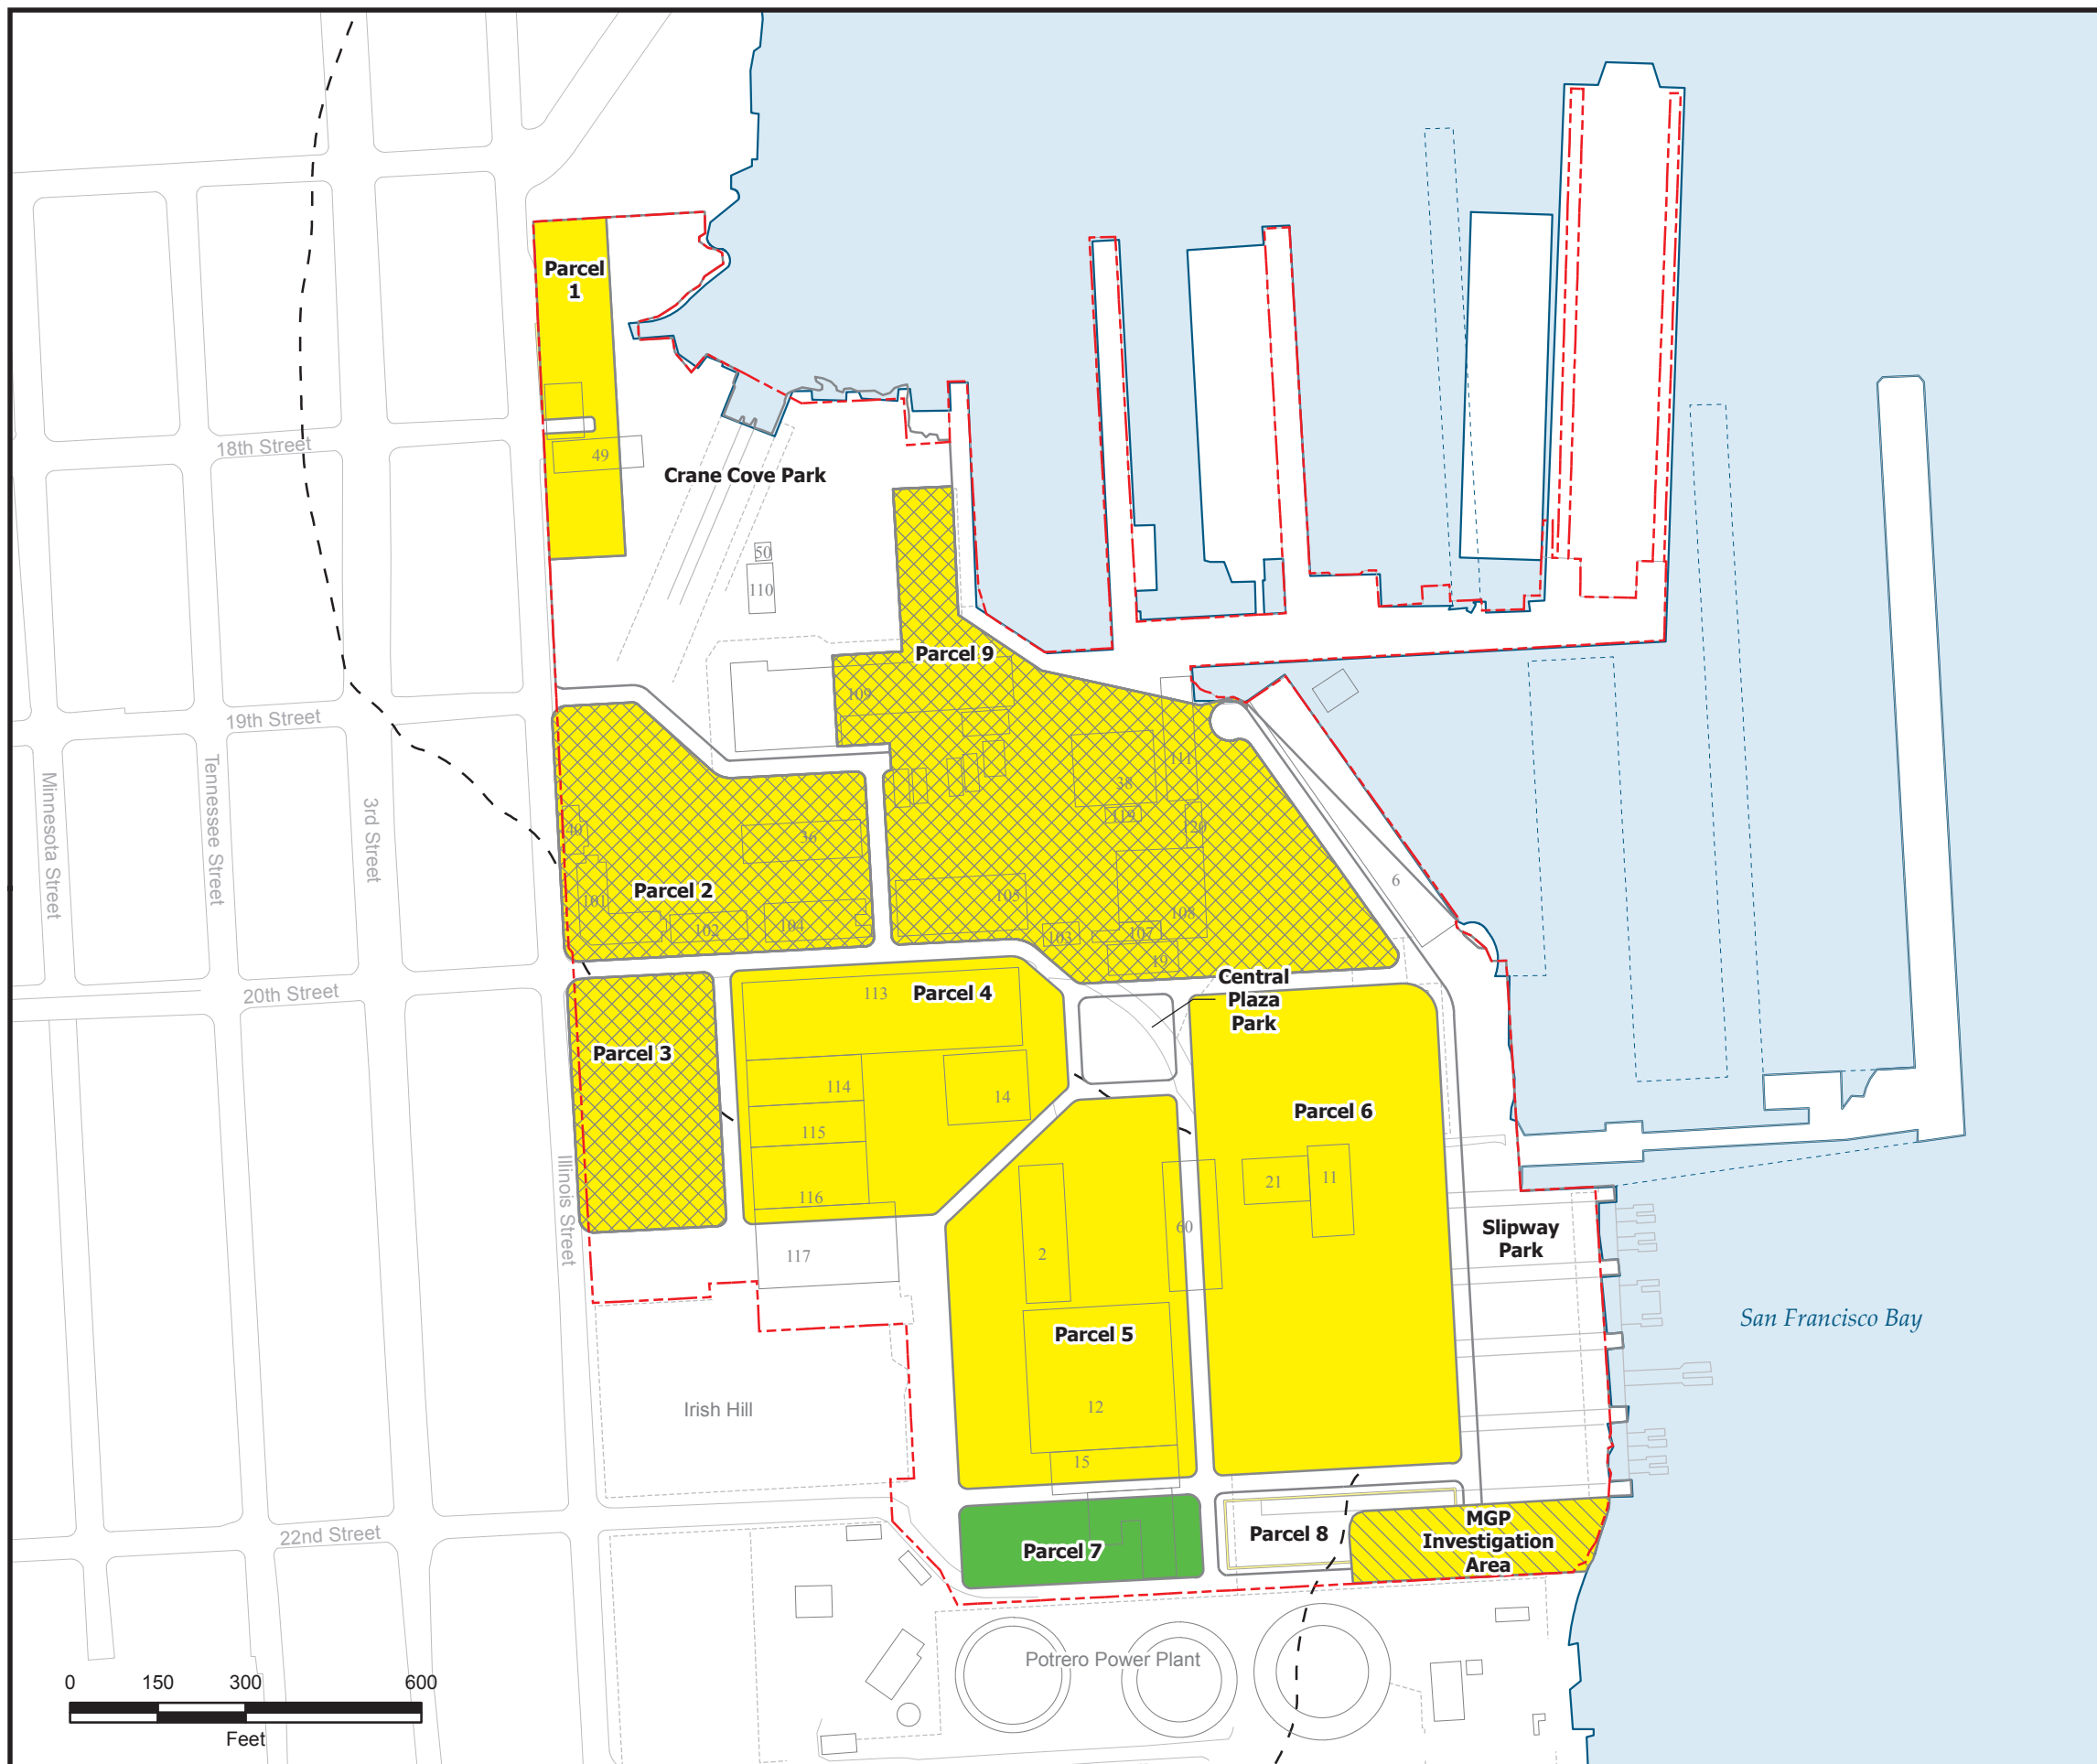 Parcel
1
18th Street
49
Crane Cove Park
50
110
Parcel 9
109
19th Street
111
38
119
120
Minnesota Street
Tennessee Street
3rd Street
40
36
6
Parcel 2
101
105
108
102
104
103
107
19
20th Street
113
Parcel 4
Central
Plaza
Park
Parcel 3
114
14
Parcel 6
115
116
21
11
Illinois Street
117
2
60
Slipway
Park
San Francisco Bay
Parcel 5
Irish Hill
12
15
22nd Street
Parcel 7
Parcel 8
MGP
Investigation
Area
Potrero Power Plant
0 150 300 600
Feet